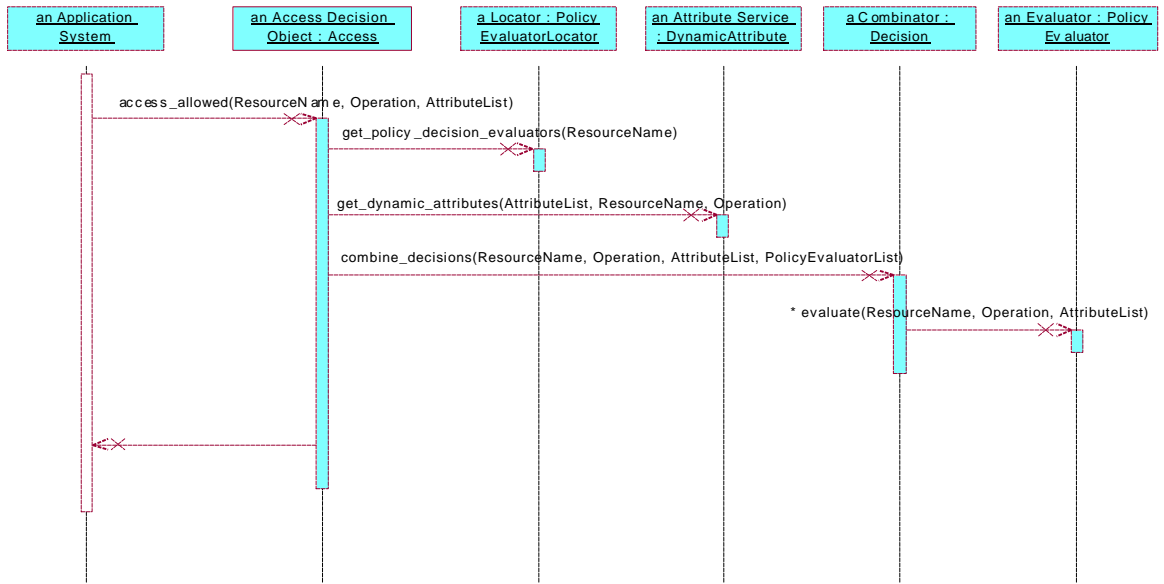 an Application
System
an Access Decision
Object : Access
a Locator : Policy
EvaluatorLocator
an Attribute Service
: DynamicAttribute
a Combinator :
Decision
an Evaluator : Policy
Evaluator
access_allowed(ResourceName, Operation, AttributeList)
get_policy_decision_evaluators(ResourceName)
get_dynamic_attributes(AttributeList, ResourceName, Operation)
combine_decisions(ResourceName, Operation, AttributeList, PolicyEvaluatorList)
* evaluate(ResourceName, Operation, AttributeList)